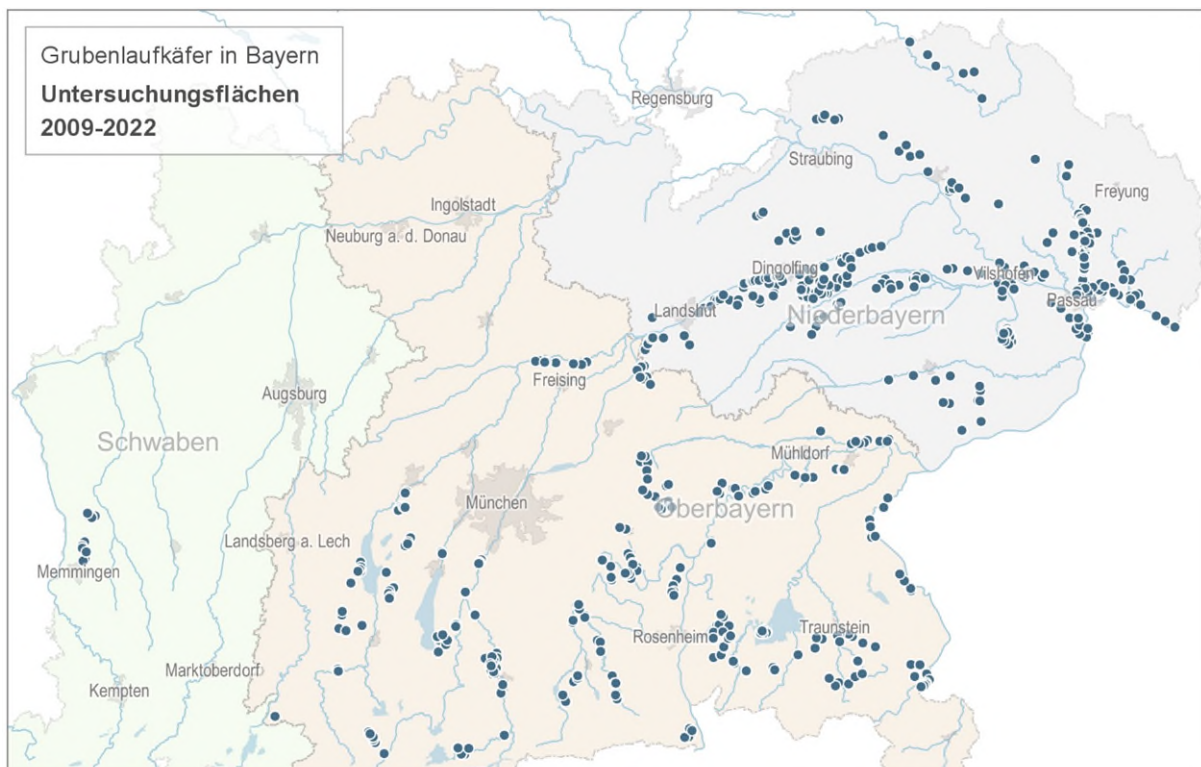 Grubenlaufkäfer in Bayern
Untersuchungsflächen
2009-2022
Regensburg
Straubing
Freyung
Ingolstadt
Neuburg a. d. Donau
Dingolfing
Vilshofen
Passau
Landshut
Niederbayern
Freising
Augsburg
Schwaben
Mühldorf
München
Oberbayern
Landsberg a. Lech
Memmingen
Rosenheim
Traunstein
Marktoberdorf
Kempten